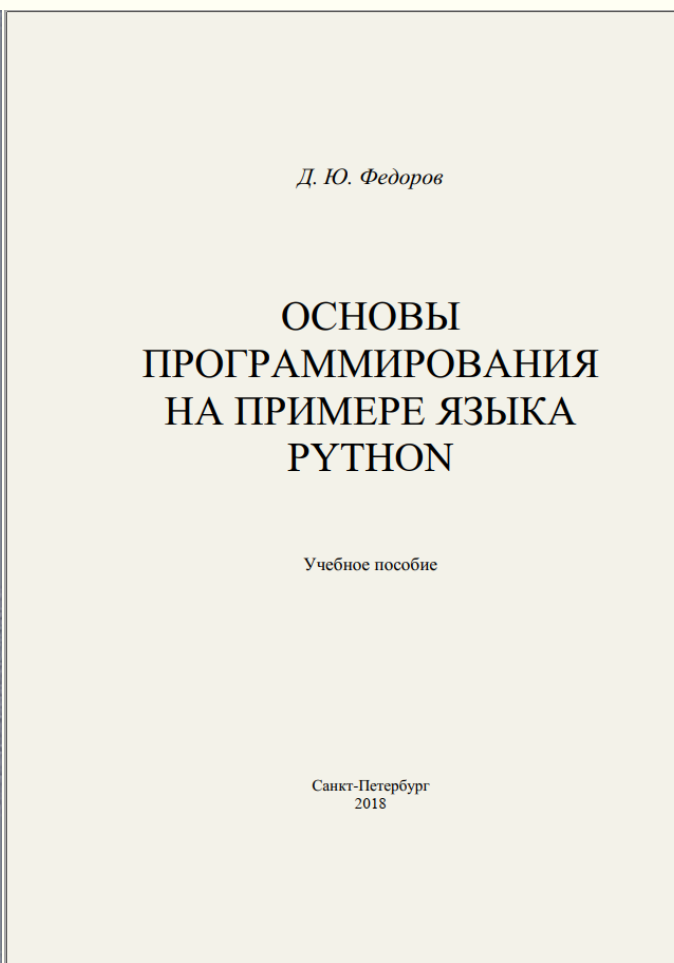 Д. Ю. Федоров
ОСНОВЫ
ПРОГРАММИРОВАНИЯ
НА ПРИМЕРЕ ЯЗЫКА
PYTHON
Учебное пособие
Санкт-Петербург
2018